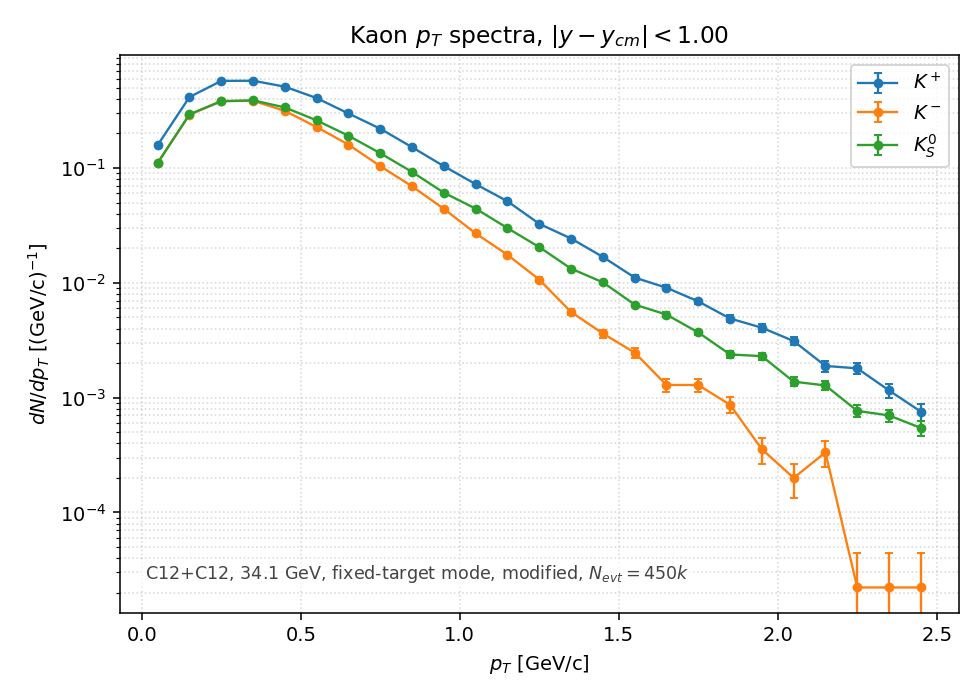 Kaon $p_T$ spectra, $|y - y_{cm}| < 1.00$
$K^+$
$K^-$
$K^0_S$
$dN/dp_T$ [(GeV/c)$^{-1}$]
$10^{-1}$
$10^{-2}$
$10^{-3}$
$10^{-4}$
C12+C12, 34.1 GeV, fixed-target mode, modified, $N_{evt} = 450k$
0.0 0.5 1.0 1.5 2.0 2.5
$p_T$ [GeV/c]